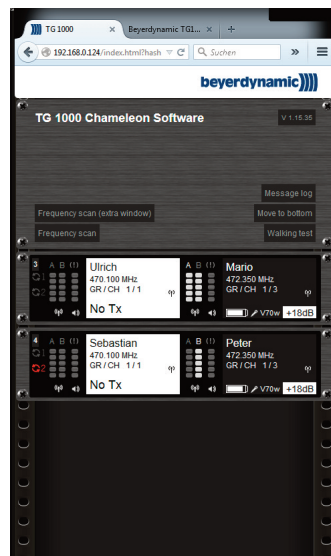 TG 1000
Beyerdynamic TG1...
192.168.0.124/index.html?hash
Suchen
beyerdynamic
TG 1000 Chameleon Software
V 1.15.35
Message log
Frequency scan (extra window)
Move to bottom
Frequency scan
Walking test
3
1
2
A B (!)
Ulrich
470.100 MHz
GR / CH 1 / 1
No Tx
A B (!)
Mario
472.350 MHz
GR / CH 1 / 3
V70w +18dB
4
1
2
A B (!)
Sebastian
470.100 MHz
GR / CH 1 / 1
No Tx
A B (!)
Peter
472.350 MHz
GR / CH 1 / 3
V70w +18dB